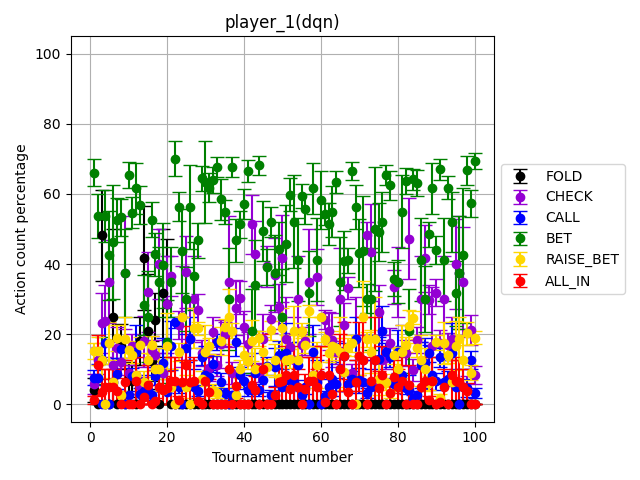 player_1(dqn)
Action count percentage
100
80
60
40
20
0
0
20
40
60
80
100
Tournament number
FOLD
CHECK
CALL
BET
RAISE_BET
ALL_IN